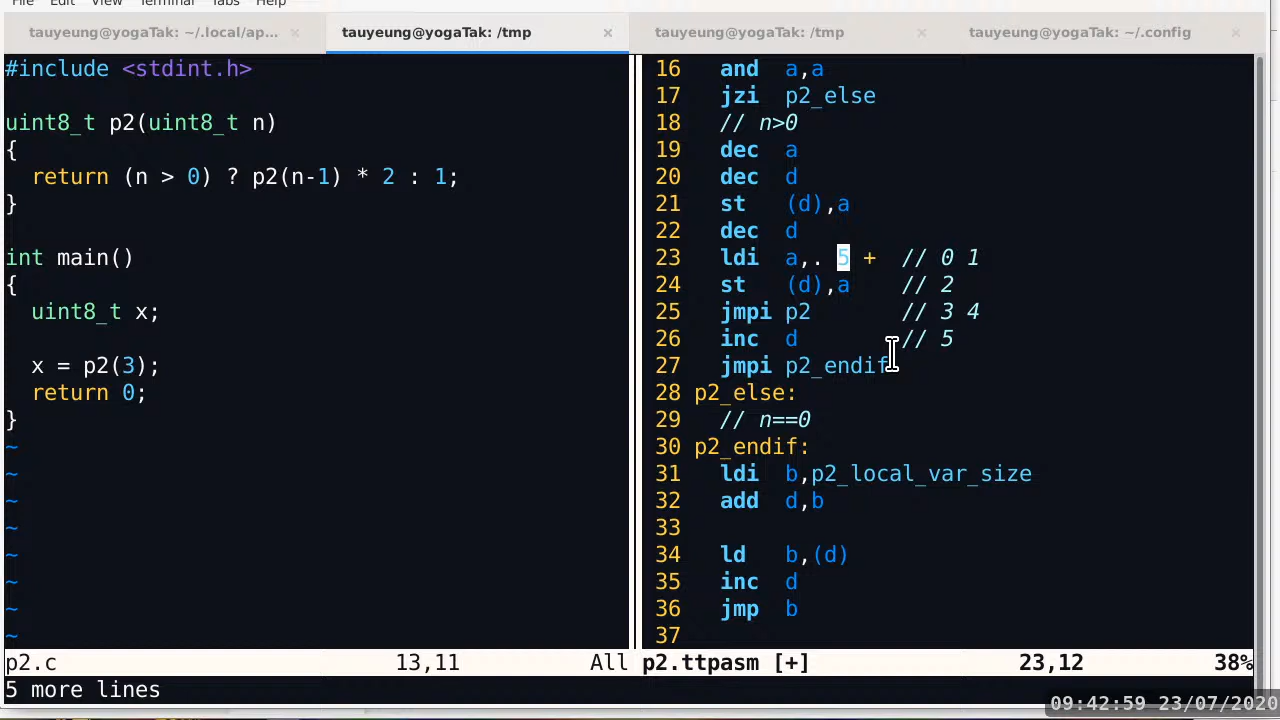 File Edit View Terminal Tabs Help
tauyeung@yogaTak: ~/.local/ap... ×
tauyeung@yogaTak: /tmp ×
tauyeung@yogaTak: /tmp ×
tauyeung@yogaTak: ~/.config ×
#include <stdint.h>
uint8_t p2(uint8_t n)
{
  return (n > 0) ? p2(n-1) * 2 : 1;
}
int main()
{
  uint8_t x;
  x = p2(3);
  return 0;
}
~
~
~
~
~
~
~
~
p2.c 13,11 All
5 more lines
16   and  a,a
17   jzi  p2_else
18   // n>0
19   dec  a
20   dec  d
21   st   (d),a
22   dec  d
23   ldi  a,. 5 +  // 0 1
24   st   (d),a    // 2
25   jmpi p2       // 3 4
26   inc  d        // 5
27   jmpi p2_endif
28 p2_else:
29   // n==0
30 p2_endif:
31   ldi  b,p2_local_var_size
32   add  d,b
33
34   ld   b,(d)
35   inc  d
36   jmp  b
37
p2.ttpasm [+] 23,12 38%
09:42:59 23/07/2020